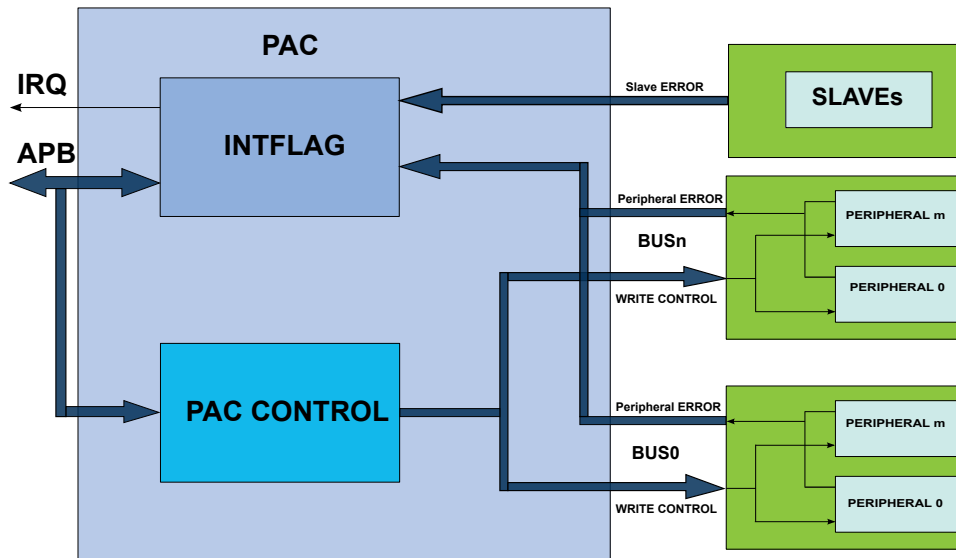 PAC
IRQ
APB
INTFLAG
Slave ERROR
SLAVEs
Peripheral ERROR
BUSn
WRITE CONTROL
PERIPHERAL m
PERIPHERAL 0
PAC CONTROL
Peripheral ERROR
BUS0
WRITE CONTROL
PERIPHERAL m
PERIPHERAL 0